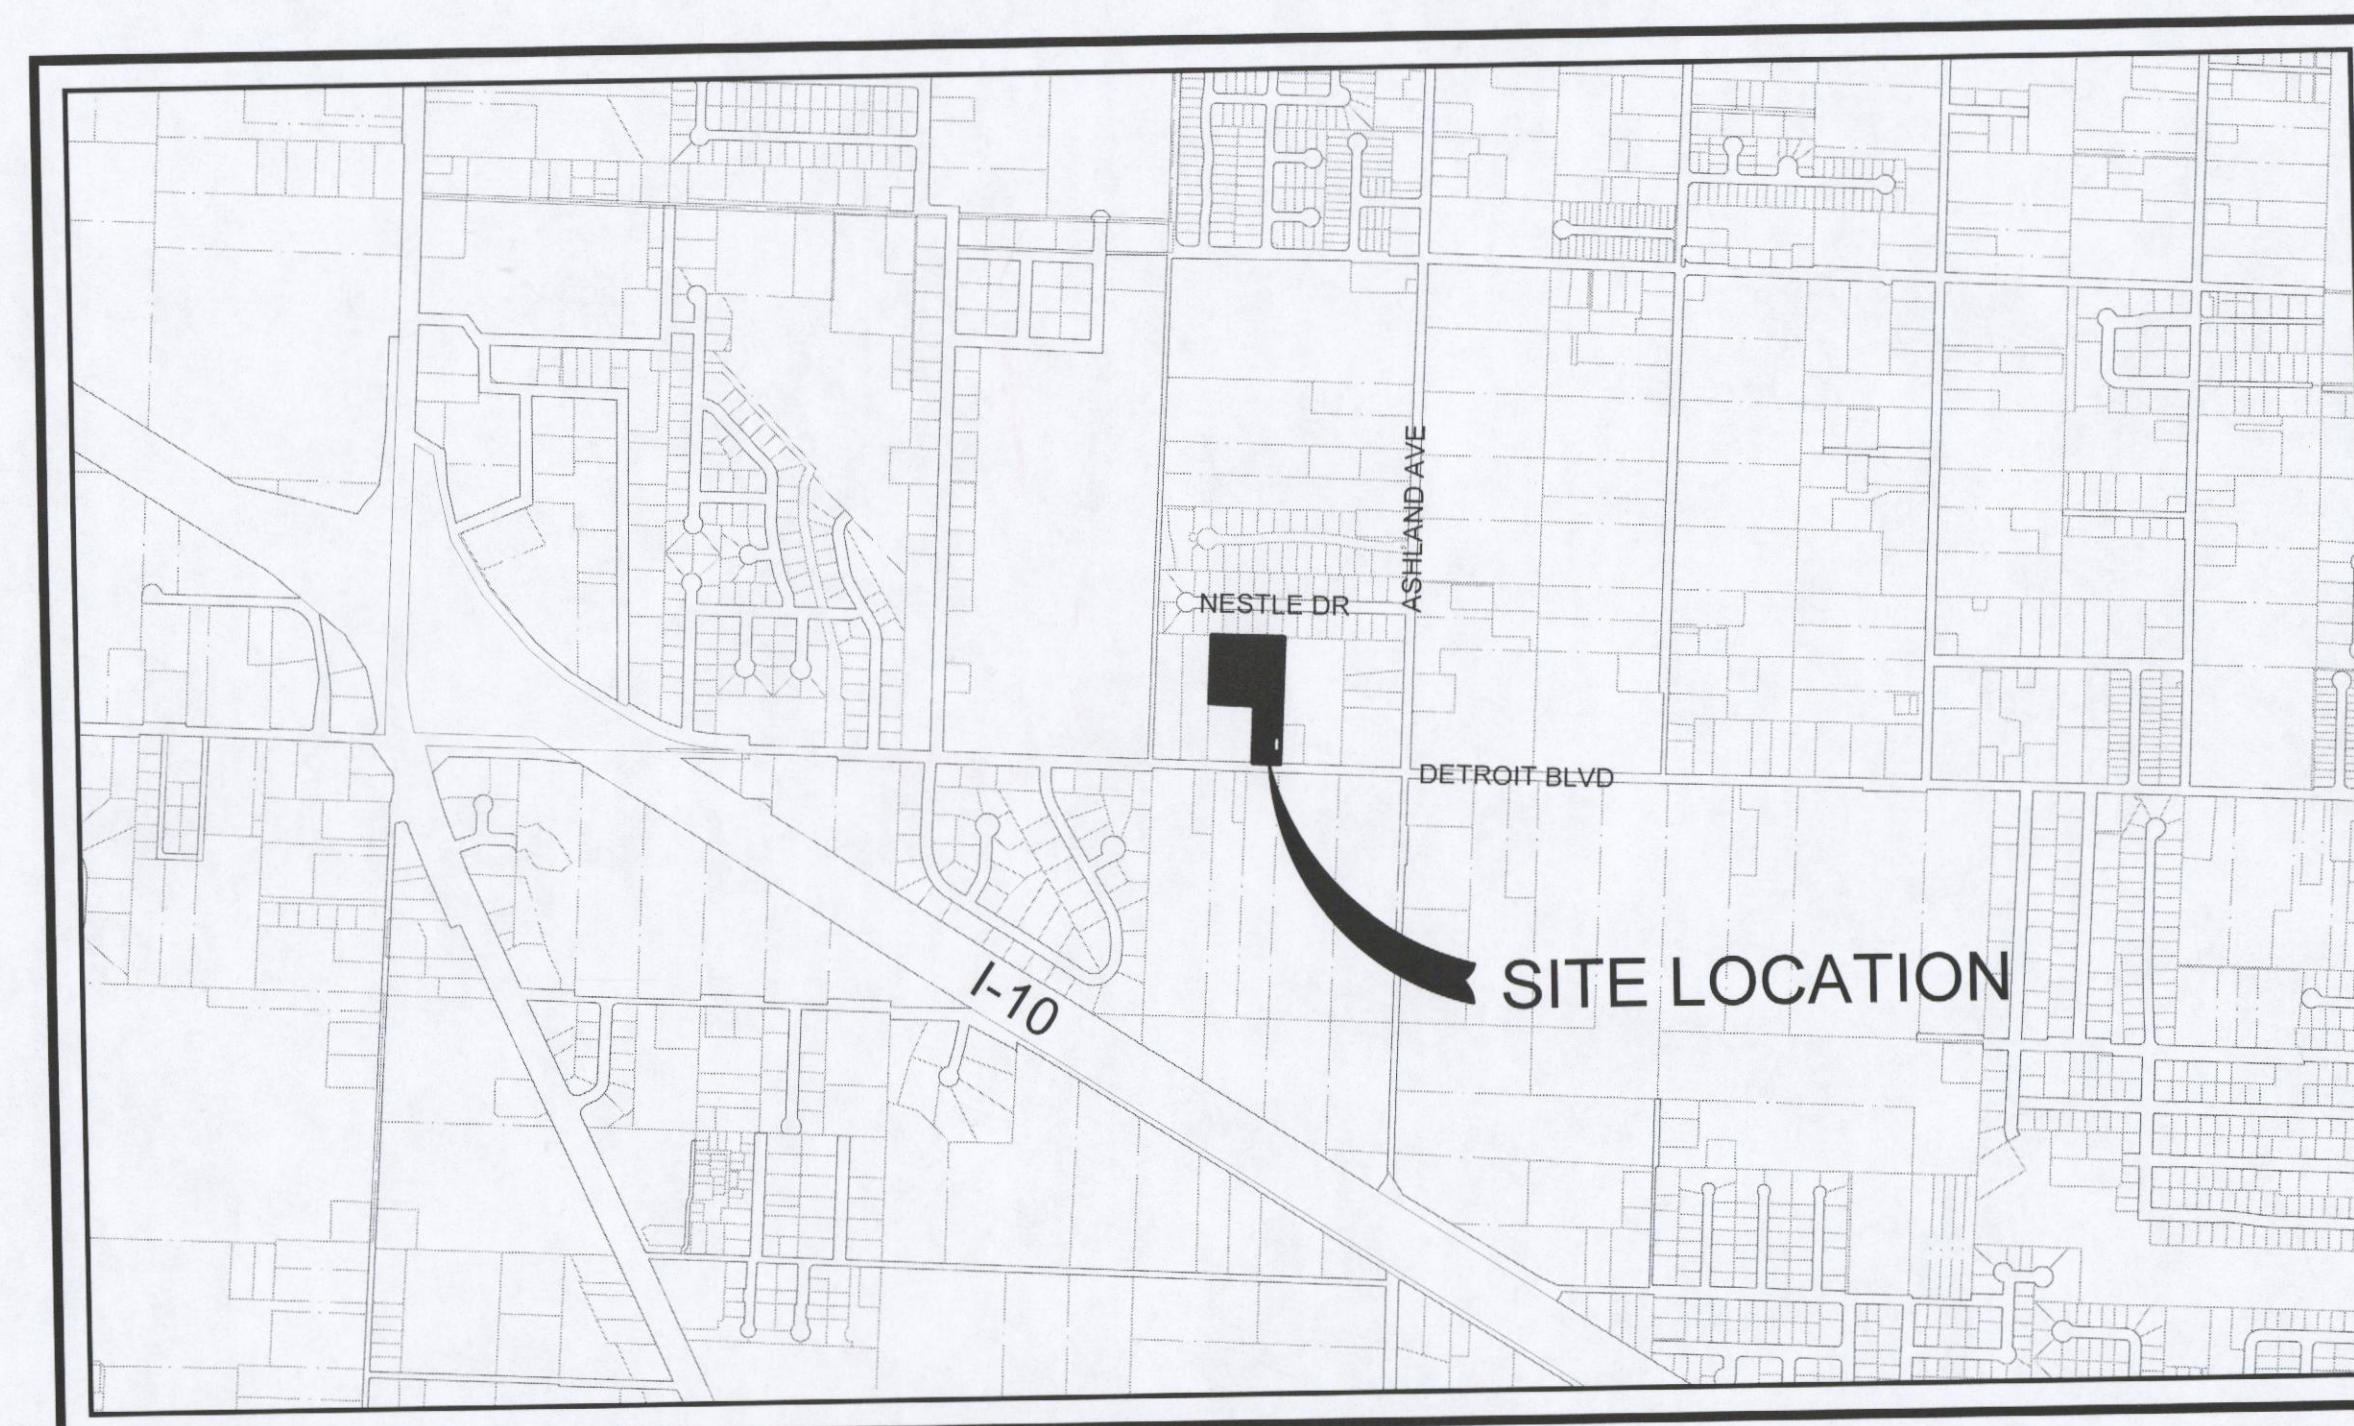 ASHLAND AVE
NESTLE DR
DETROIT BLVD
SITE LOCATION
I-10